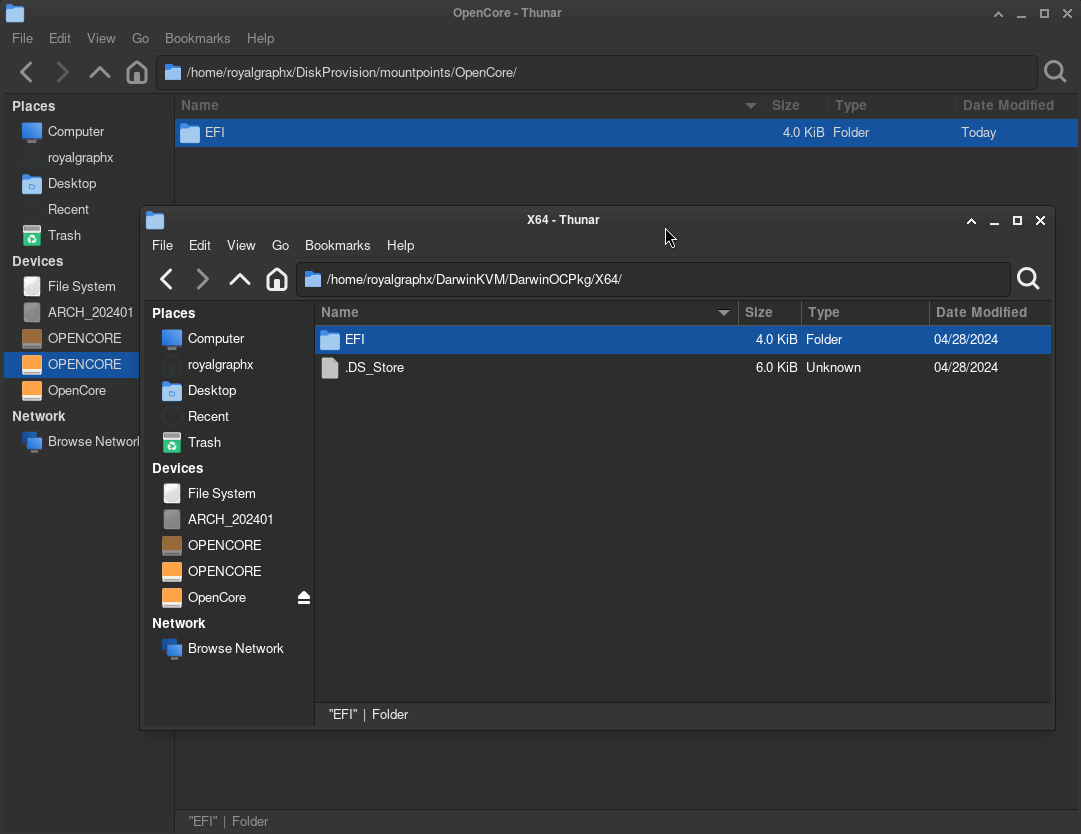 OpenCore - Thunar
File Edit View Go Bookmarks Help
/home/royalgraphx/DiskProvision/mountpoints/OpenCore/
Places
Computer
royalgraphx
Desktop
Recent
Trash
Devices
File System
ARCH_202401
OPENCORE
OPENCORE
OpenCore
Network
Browse Networ
Name Size Type Date Modified
EFI 4.0 KiB Folder Today
"EFI" | Folder
X64 - Thunar
File Edit View Go Bookmarks Help
/home/royalgraphx/DarwinKVM/DarwinOCPkg/X64/
Places
Computer
royalgraphx
Desktop
Recent
Trash
Devices
File System
ARCH_202401
OPENCORE
OPENCORE
OpenCore
Network
Browse Network
Name Size Type Date Modified
EFI 4.0 KiB Folder 04/28/2024
.DS_Store 6.0 KiB Unknown 04/28/2024
"EFI" | Folder